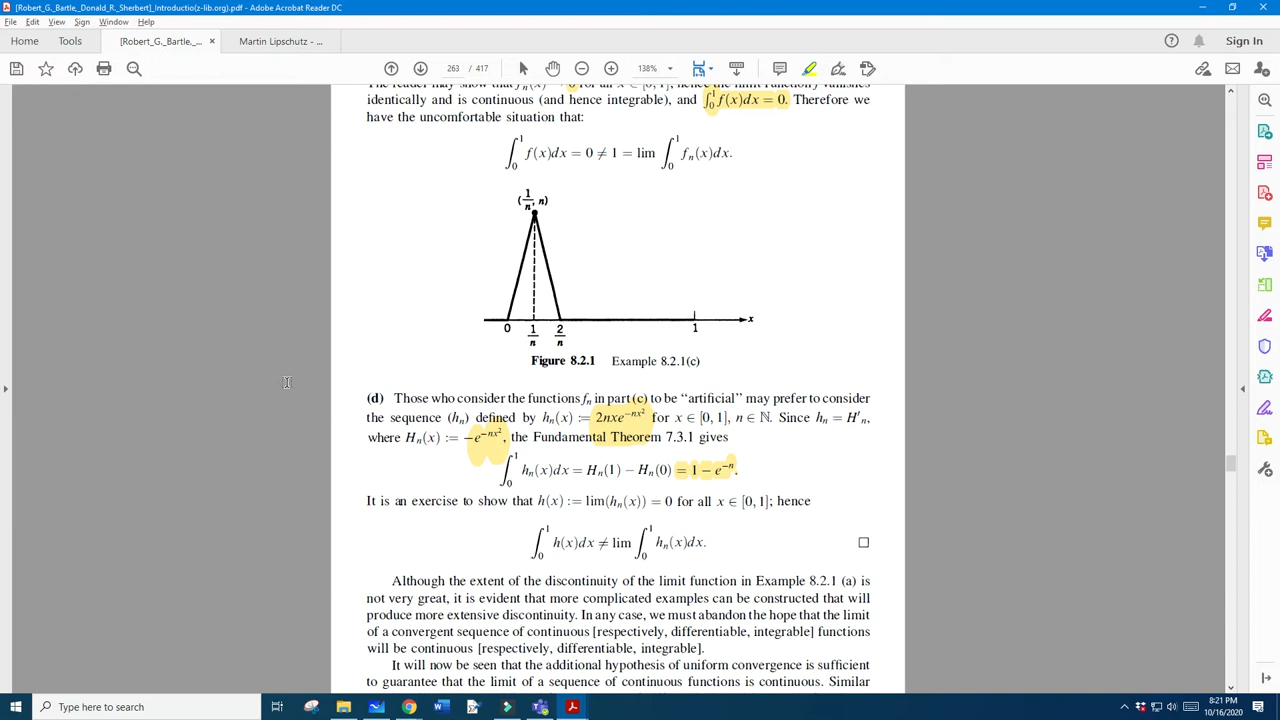 [Robert_G._Bartle_Donald_R._Sherbert]_Introductio(z-lib.org).pdf - Adobe Acrobat Reader DC
File Edit View Sign Window Help
Home Tools [Robert_G._Bartle,_... × Martin Lipschutz - ... Sign In
263 / 417 138%
identically and is continuous (and hence integrable), and ∫₀¹ f(x)dx = 0. Therefore we
have the uncomfortable situation that:
∫₀¹ f(x)dx = 0 ≠ 1 = lim ∫₀¹ fₙ(x)dx.
(1/n, n)
0 1/n 2/n 1 x
Figure 8.2.1 Example 8.2.1(c)
(d) Those who consider the functions fₙ in part (c) to be “artificial” may prefer to consider
the sequence (hₙ) defined by hₙ(x) := 2nxe^{−nx²} for x ∈ [0, 1], n ∈ ℕ. Since hₙ = H′ₙ,
where Hₙ(x) := −e^{−nx²}, the Fundamental Theorem 7.3.1 gives
∫₀¹ hₙ(x)dx = Hₙ(1) − Hₙ(0) = 1 − e^{−n}.
It is an exercise to show that h(x) := lim(hₙ(x)) = 0 for all x ∈ [0, 1]; hence
∫₀¹ h(x)dx ≠ lim ∫₀¹ hₙ(x)dx. □
Although the extent of the discontinuity of the limit function in Example 8.2.1 (a) is
not very great, it is evident that more complicated examples can be constructed that will
produce more extensive discontinuity. In any case, we must abandon the hope that the limit
of a convergent sequence of continuous [respectively, differentiable, integrable] functions
will be continuous [respectively, differentiable, integrable].
It will now be seen that the additional hypothesis of uniform convergence is sufficient
to guarantee that the limit of a sequence of continuous functions is continuous. Similar
Type here to search
8:21 PM
10/16/2020